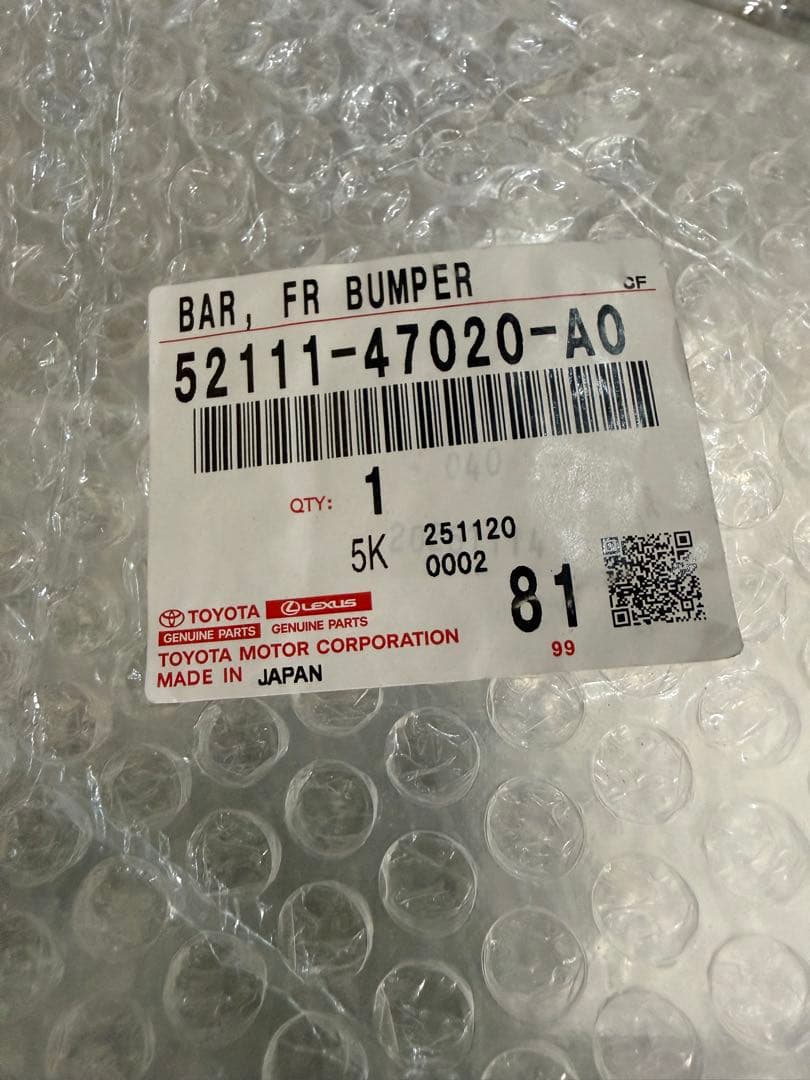 BAR, FR BUMPER
CF
52111-47020-A0
QTY: 1
5K 251120
0002
81
TOYOTA LEXUS
GENUINE PARTS GENUINE PARTS
TOYOTA MOTOR CORPORATION
99
MADE IN JAPAN